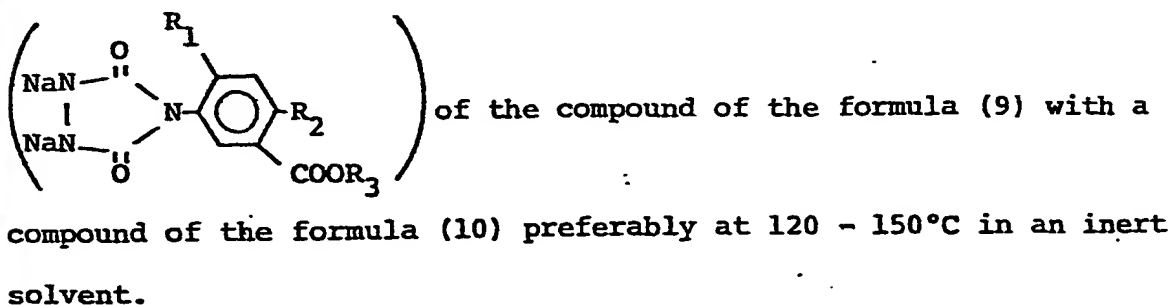 R1
O
NaN
N
R2
NaN
O
COOR3
of the compound of the formula (9) with a
compound of the formula (10) preferably at 120 - 150°C in an inert
solvent.